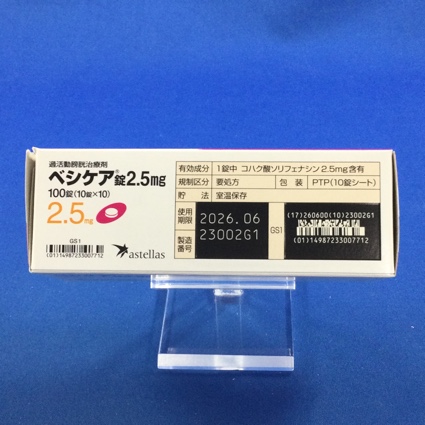 過活動膀胱治療剤
ベシケア®錠2.5mg
100錠(10錠×10)
2.5mg
GS1
(01)14987233007712
astellas
有効成分 1錠中 コハク酸ソリフェナシン2.5mg含有
規制区分 要処方 包装 PTP(10錠シート)
貯法 室温保存
使用期限 2026.06
製造番号 23002G1
GS1
(17)260600(10)23002G1
(01)14987233007712